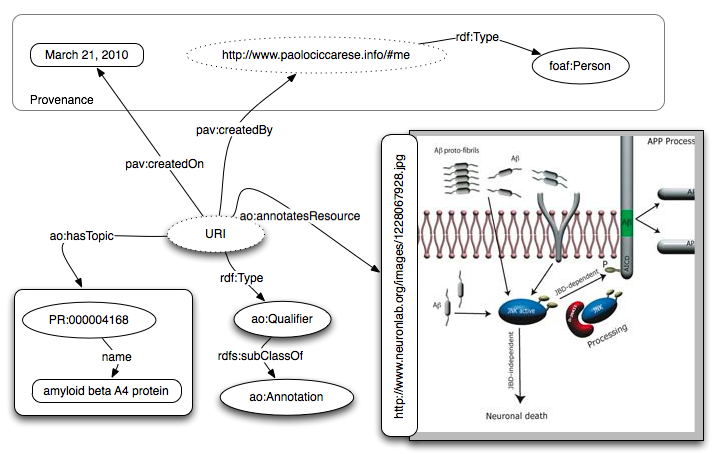 March 21, 2010
http://www.paolociccarese.info/#me
rdf:Type
foaf:Person
Provenance
pav:createdBy
pav:createdOn
ao:annotatesResource
URI
ao:hasTopic
rdf:Type
PR:000004168
name
amyloid beta A4 protein
ao:Qualifier
rdfs:subClassOf
ao:Annotation
http://www.neuronlab.org/images/1228067928.jpg
Aβ proto-fibrils
Aβ
APP Process
Aβ
AICD
AP
AP
P
JBD-dependent
Aβ
JNK active
JNK
Processing
JBD-independent
Neuronal death